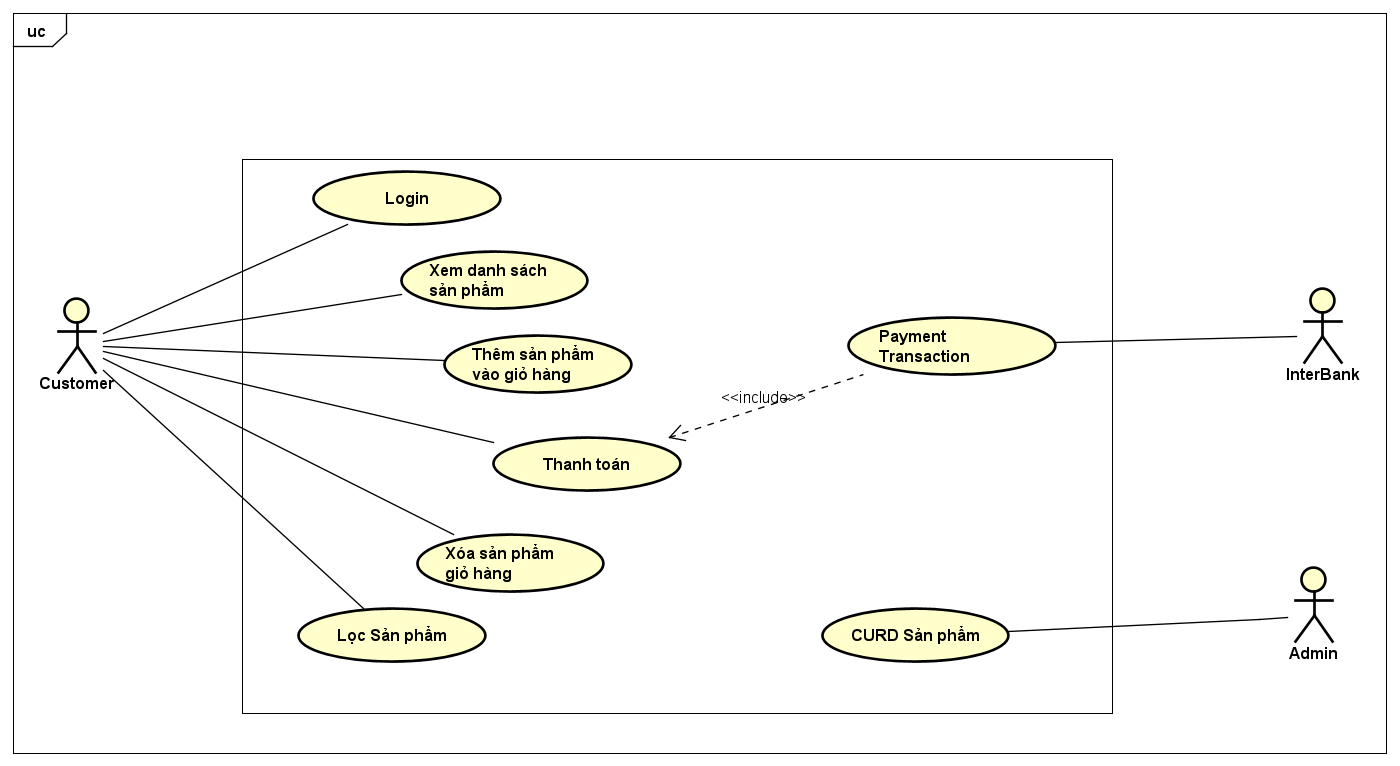 uc
Login
Xem danh sách
sản phẩm
Thêm sản phẩm
vào giỏ hàng
Payment
Transaction
Customer
InterBank
<<include>>
Thanh toán
Xóa sản phẩm
giỏ hàng
Lọc Sản phẩm
CURD Sản phẩm
Admin